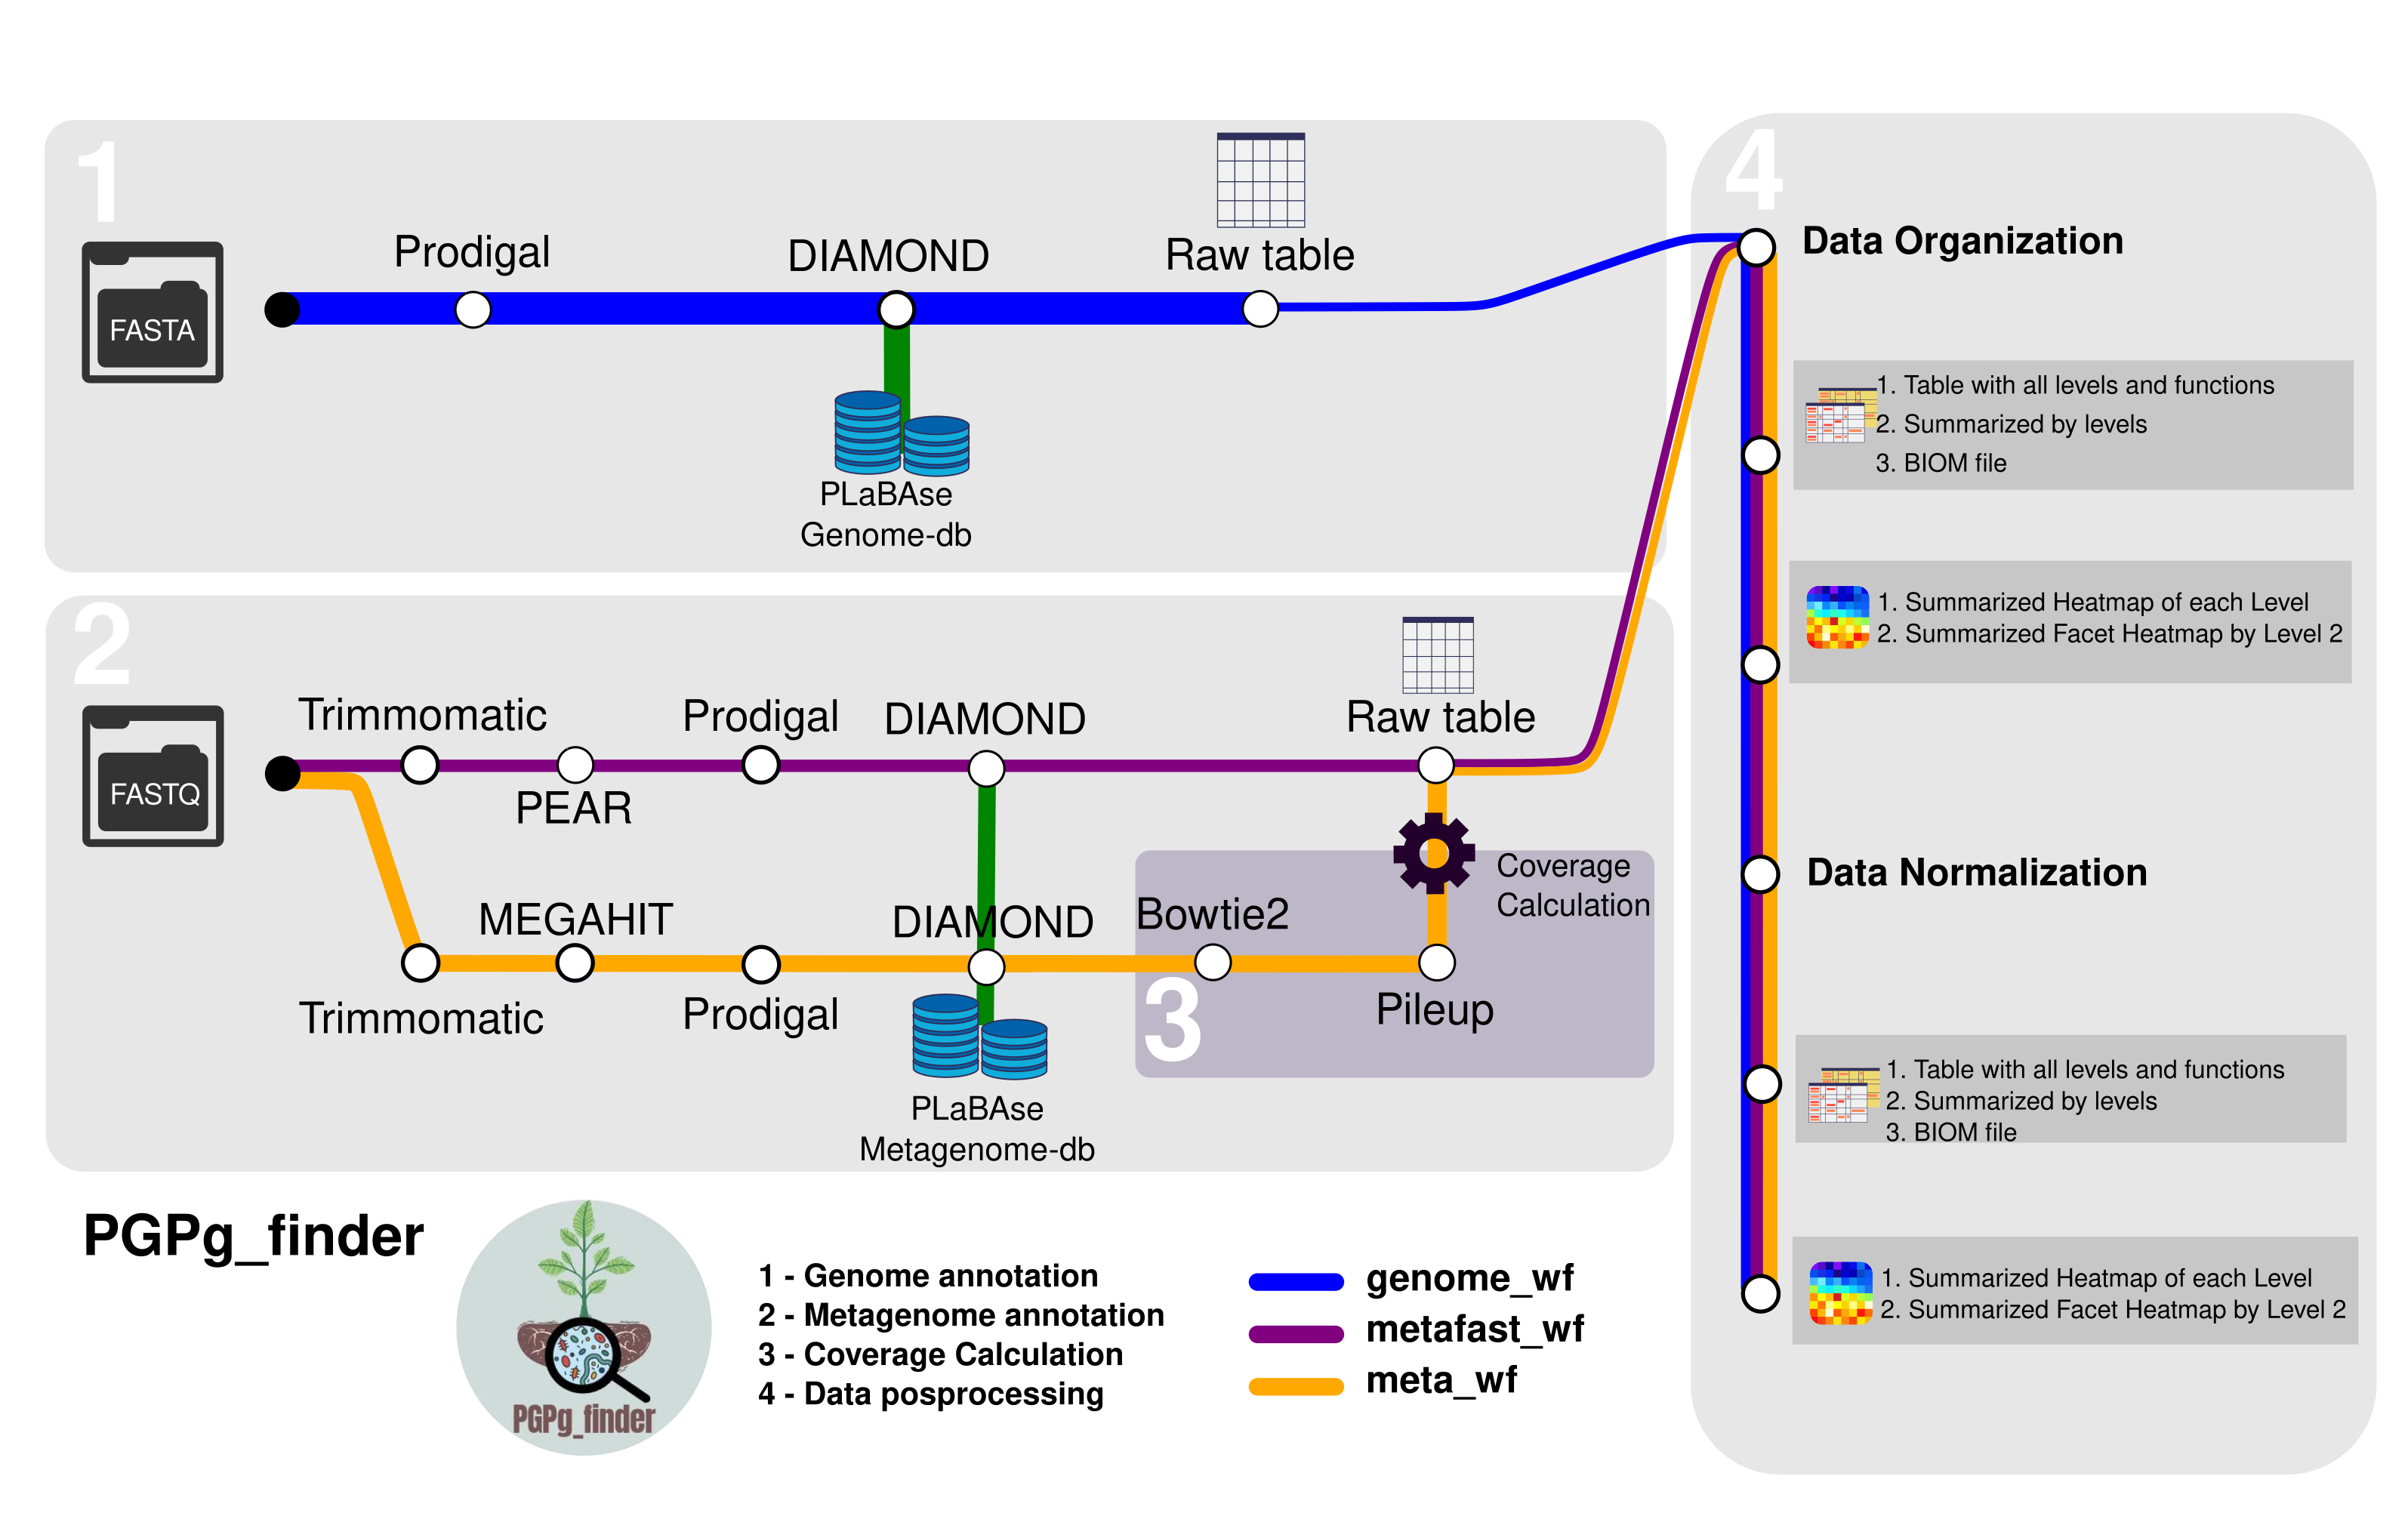 1
FASTA
Prodigal
DIAMOND
Raw table
PLaBAse
Genome-db
2
FASTQ
Trimmomatic
PEAR
Prodigal
DIAMOND
Raw table
MEGAHIT
Trimmomatic
Prodigal
DIAMOND
PLaBAse
Metagenome-db
Bowtie2
3
Pileup
Coverage
Calculation
4
Data Organization
1. Table with all levels and functions
2. Summarized by levels
3. BIOM file
1. Summarized Heatmap of each Level
2. Summarized Facet Heatmap by Level 2
Data Normalization
1. Table with all levels and functions
2. Summarized by levels
3. BIOM file
1. Summarized Heatmap of each Level
2. Summarized Facet Heatmap by Level 2
PGPg_finder
PGPg_finder
1 - Genome annotation
2 - Metagenome annotation
3 - Coverage Calculation
4 - Data posprocessing
genome_wf
metafast_wf
meta_wf